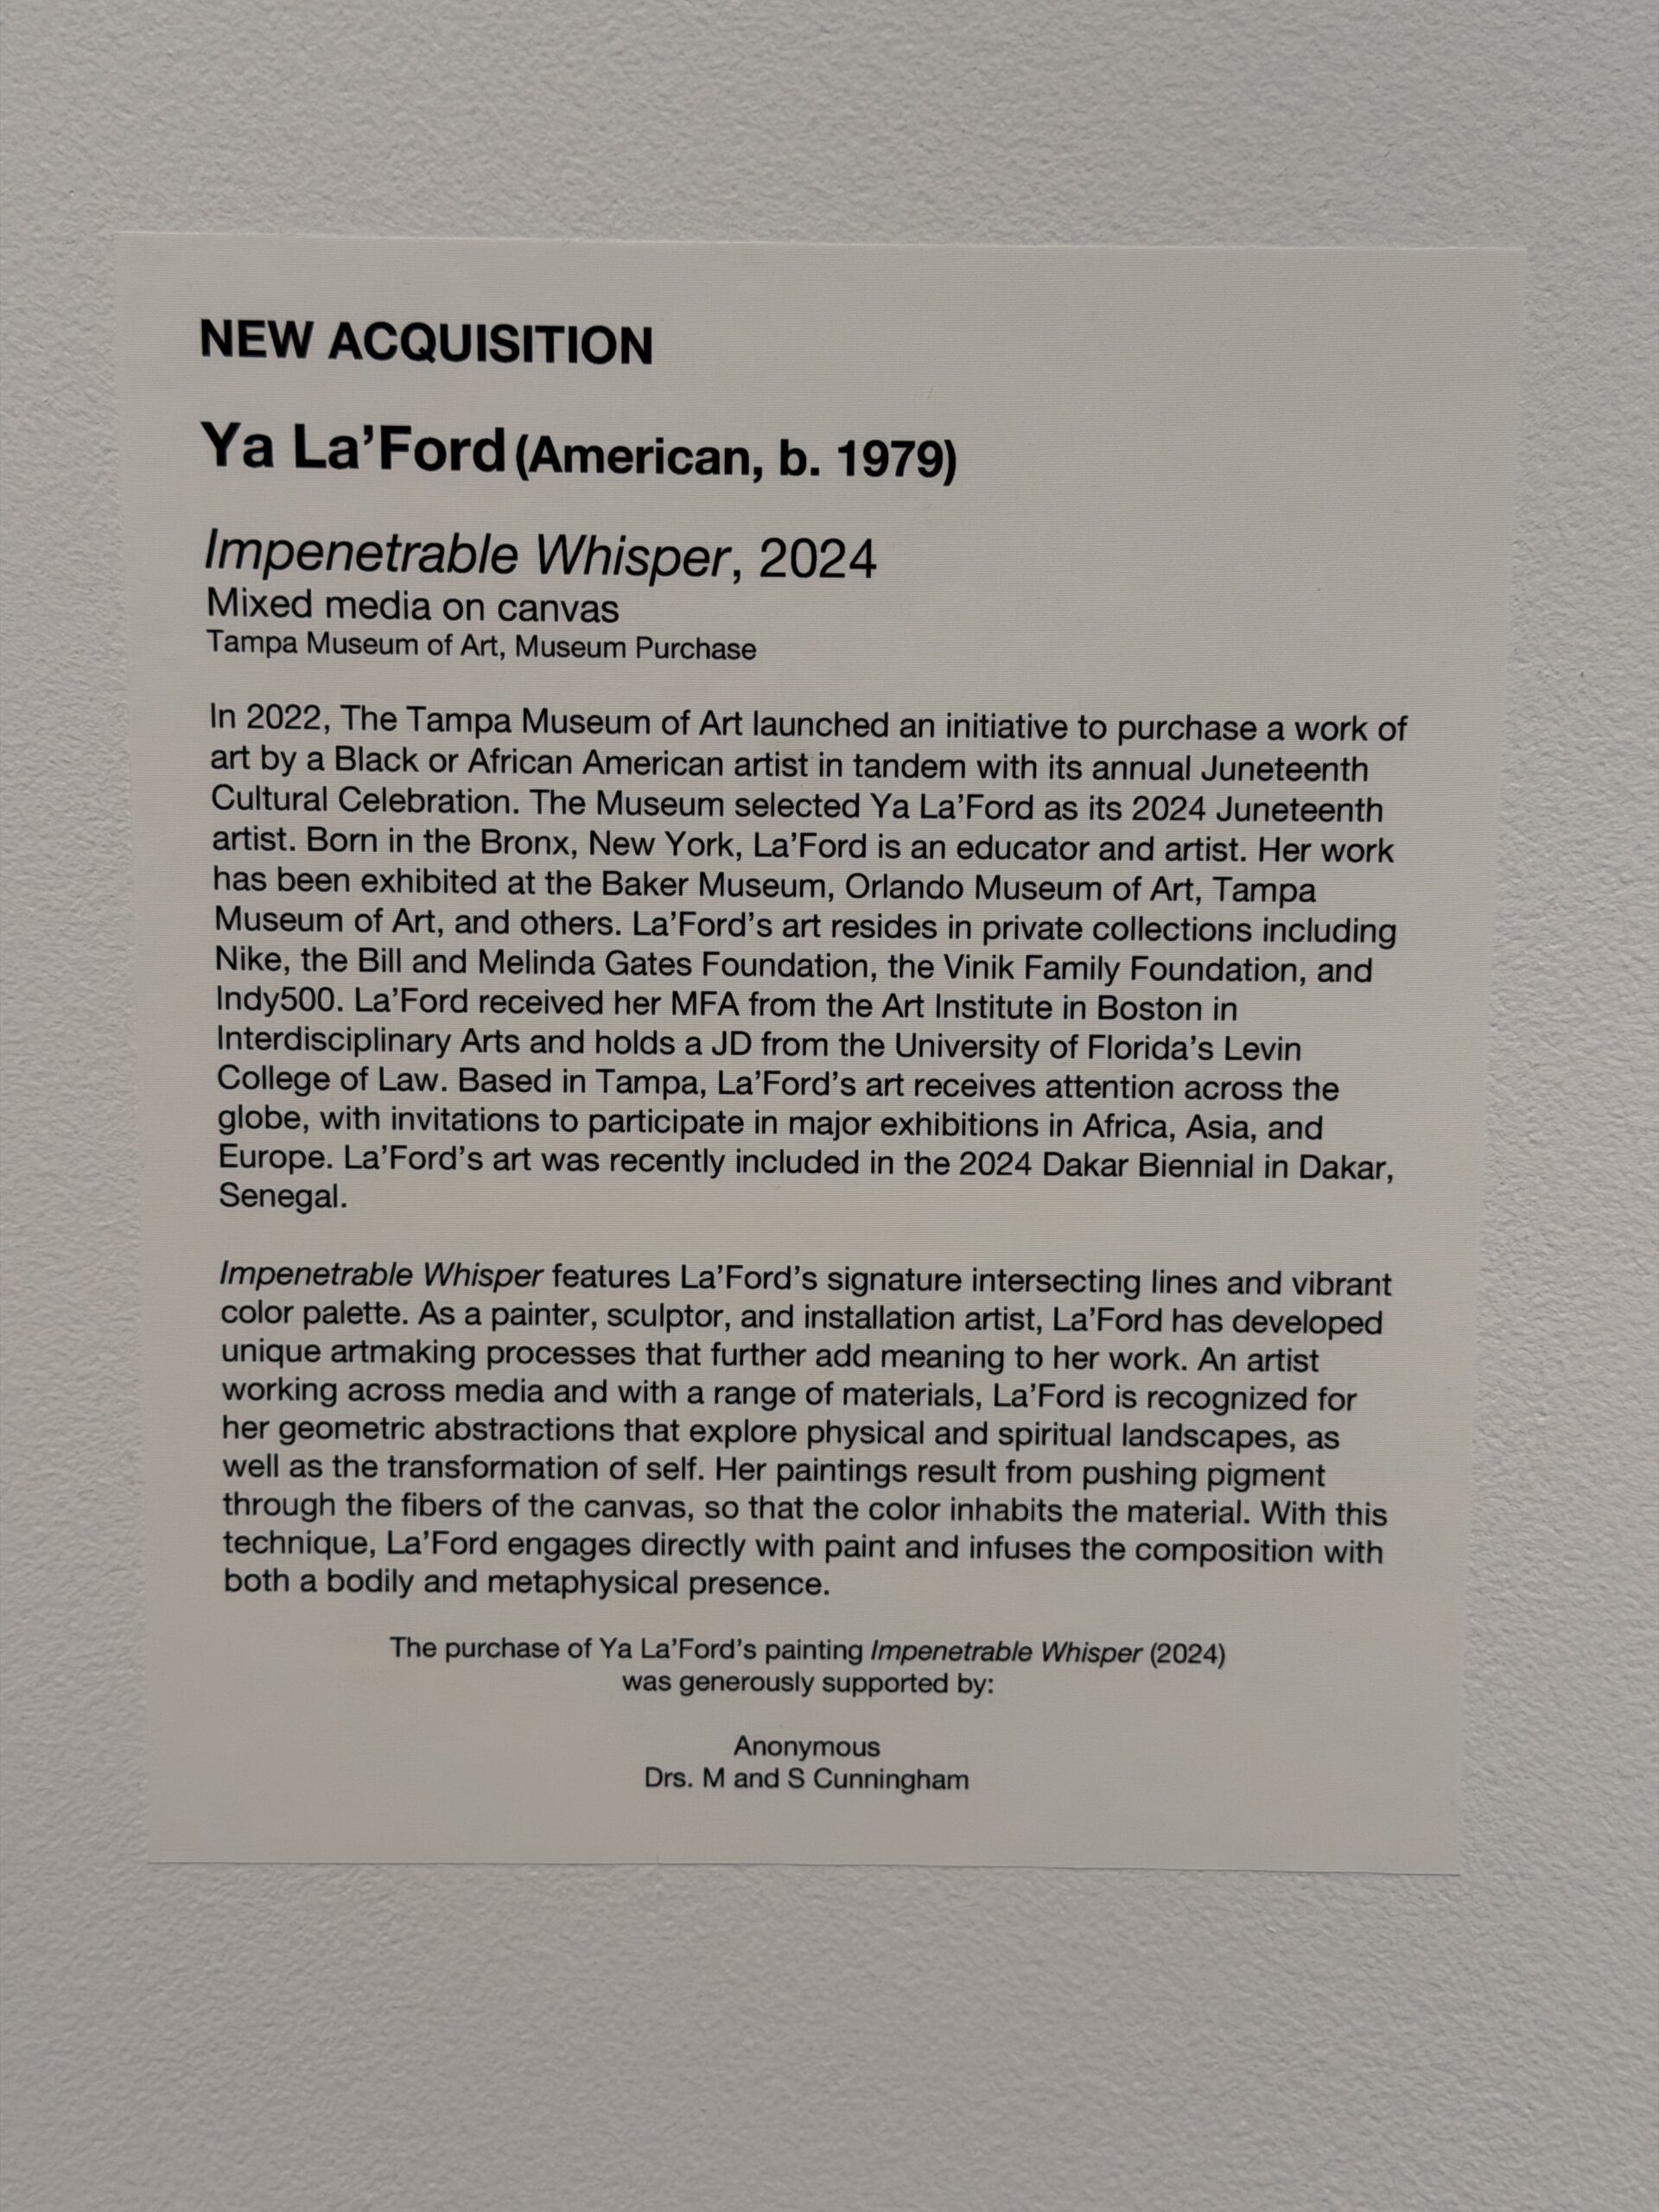 NEW ACQUISITION
Ya La’Ford (American, b. 1979)
Impenetrable Whisper, 2024
Mixed media on canvas
Tampa Museum of Art, Museum Purchase
In 2022, The Tampa Museum of Art launched an initiative to purchase a work of
art by a Black or African American artist in tandem with its annual Juneteenth
Cultural Celebration. The Museum selected Ya La’Ford as its 2024 Juneteenth
artist. Born in the Bronx, New York, La’Ford is an educator and artist. Her work
has been exhibited at the Baker Museum, Orlando Museum of Art, Tampa
Museum of Art, and others. La’Ford’s art resides in private collections including
Nike, the Bill and Melinda Gates Foundation, the Vinik Family Foundation, and
Indy500. La’Ford received her MFA from the Art Institute in Boston in
Interdisciplinary Arts and holds a JD from the University of Florida’s Levin
College of Law. Based in Tampa, La’Ford’s art receives attention across the
globe, with invitations to participate in major exhibitions in Africa, Asia, and
Europe. La’Ford’s art was recently included in the 2024 Dakar Biennial in Dakar,
Senegal.
Impenetrable Whisper features La’Ford’s signature intersecting lines and vibrant
color palette. As a painter, sculptor, and installation artist, La’Ford has developed
unique artmaking processes that further add meaning to her work. An artist
working across media and with a range of materials, La’Ford is recognized for
her geometric abstractions that explore physical and spiritual landscapes, as
well as the transformation of self. Her paintings result from pushing pigment
through the fibers of the canvas, so that the color inhabits the material. With this
technique, La’Ford engages directly with paint and infuses the composition with
both a bodily and metaphysical presence.
The purchase of Ya La’Ford’s painting Impenetrable Whisper (2024)
was generously supported by:
Anonymous
Drs. M and S Cunningham